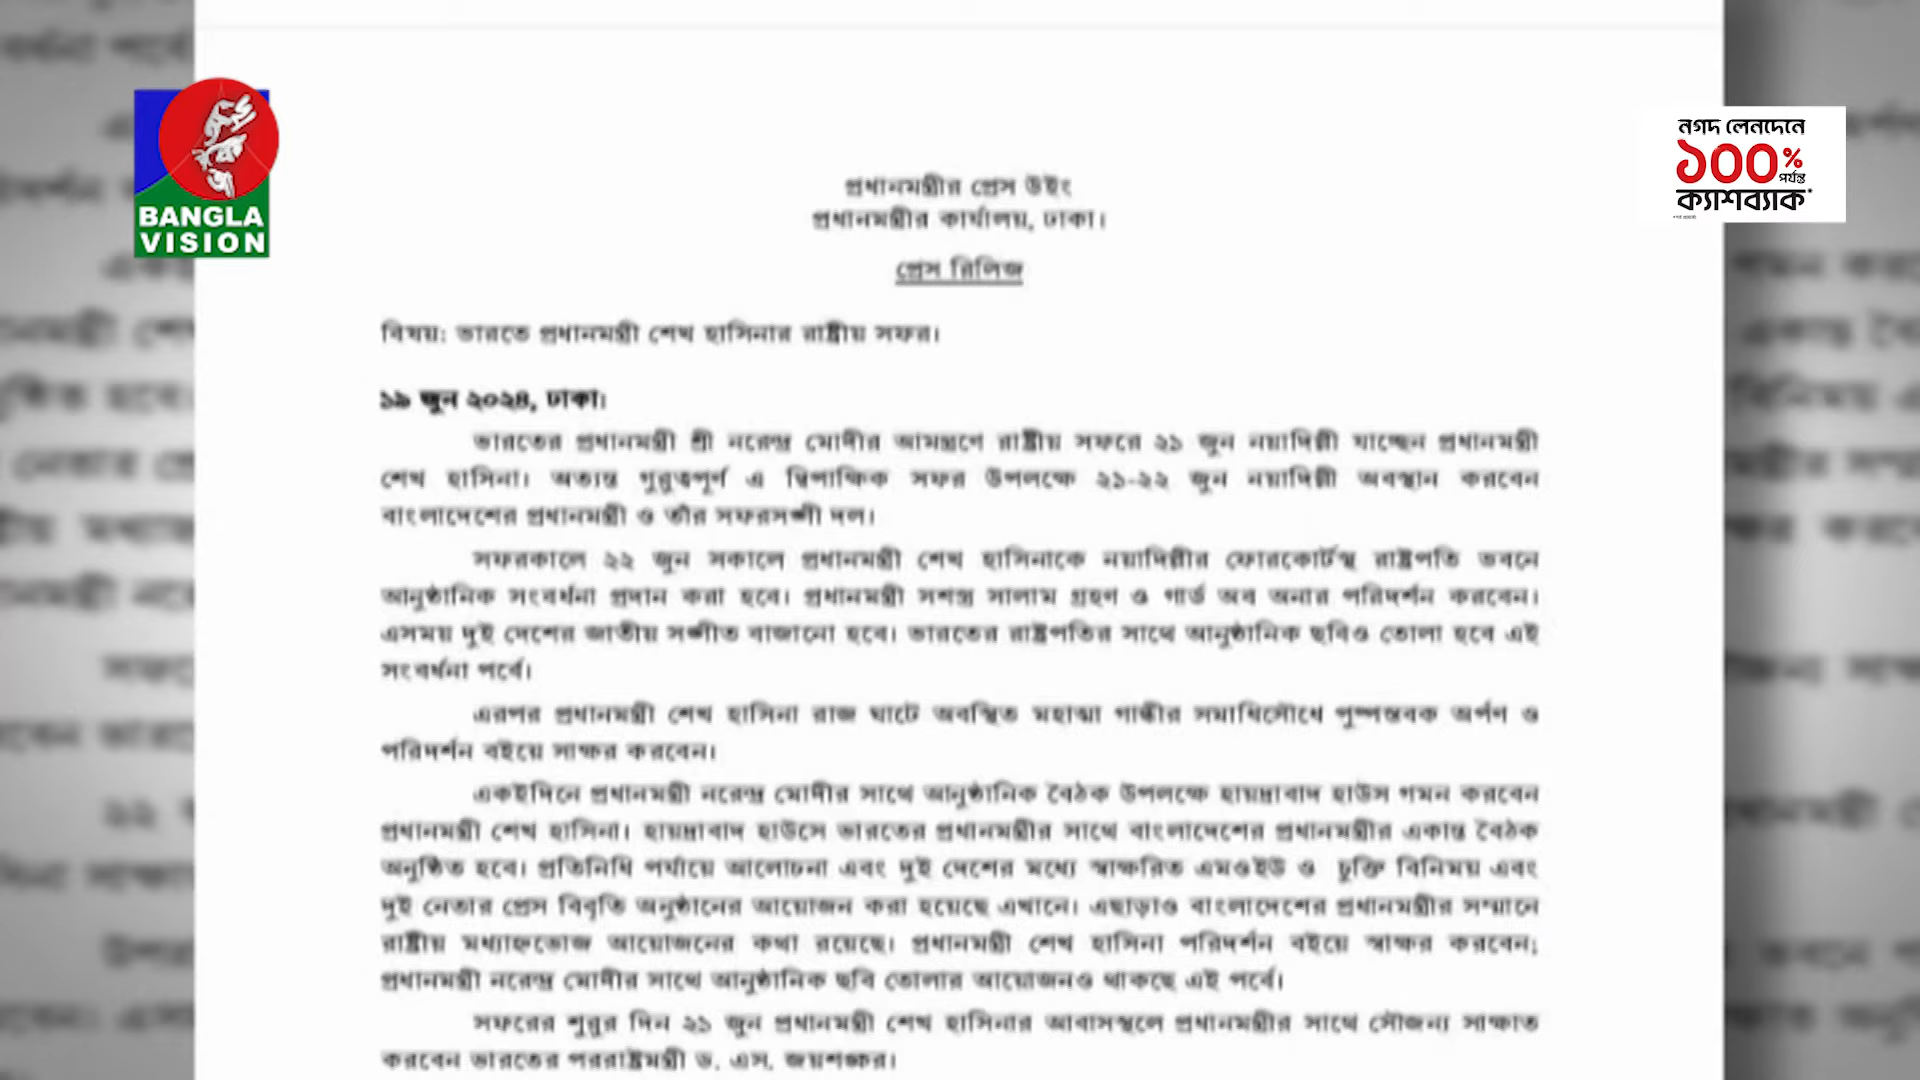 BANGLA
VISION
নগদ লেনদেনে
১০০%
পর্যন্ত
ক্যাশব্যাক*
প্রধানমন্ত্রীর প্রেস উইং
প্রধানমন্ত্রীর কার্যালয়, ঢাকা।
প্রেস রিলিজ
বিষয়: ভারতে প্রধানমন্ত্রী শেখ হাসিনার রাষ্ট্রীয় সফর।
১৯ জুন ২০২৪, ঢাকা:
ভারতের প্রধানমন্ত্রী শ্রী নরেন্দ্র মোদীর আমন্ত্রণে রাষ্ট্রীয় সফরে ২১ জুন নয়াদিল্লী যাচ্ছেন প্রধানমন্ত্রী
শেখ হাসিনা। অত্যন্ত গুরুত্বপূর্ণ এ দ্বিপাক্ষিক সফর উপলক্ষে ২১-২২ জুন নয়াদিল্লী অবস্থান করবেন
বাংলাদেশের প্রধানমন্ত্রী ও তাঁর সফরসঙ্গী দল।
সফরকালে ২২ জুন সকালে প্রধানমন্ত্রী শেখ হাসিনাকে নয়াদিল্লীর ফোরকোর্টস্থ রাষ্ট্রপতি ভবনে
আনুষ্ঠানিক সংবর্ধনা প্রদান করা হবে। প্রধানমন্ত্রী সশস্ত্র সালাম গ্রহণ ও গার্ড অব অনার পরিদর্শন করবেন।
এসময় দুই দেশের জাতীয় সঙ্গীত বাজানো হবে। ভারতের রাষ্ট্রপতির সাথে আনুষ্ঠানিক ছবিও তোলা হবে এই
সংবর্ধনা পর্বে।
এরপর প্রধানমন্ত্রী শেখ হাসিনা রাজ ঘাটে অবস্থিত মহাত্মা গান্ধীর সমাধিসৌধে পুষ্পস্তবক অর্পণ ও
পরিদর্শন বইয়ে সাক্ষর করবেন।
একইদিনে প্রধানমন্ত্রী নরেন্দ্র মোদীর সাথে আনুষ্ঠানিক বৈঠক উপলক্ষে হায়দ্রাবাদ হাউস গমন করবেন
প্রধানমন্ত্রী শেখ হাসিনা। হায়দ্রাবাদ হাউসে ভারতের প্রধানমন্ত্রীর সাথে বাংলাদেশের প্রধানমন্ত্রীর একান্ত বৈঠক
অনুষ্ঠিত হবে। প্রতিনিধি পর্যায়ে আলোচনা এবং দুই দেশের মধ্যে স্বাক্ষরিত এমওইউ ও চুক্তি বিনিময় এবং
দুই নেতার প্রেস বিবৃতি অনুষ্ঠানের আয়োজন করা হয়েছে এখানে। এছাড়াও বাংলাদেশের প্রধানমন্ত্রীর সম্মানে
রাষ্ট্রীয় মধ্যাহ্নভোজ আয়োজনের কথা রয়েছে। প্রধানমন্ত্রী শেখ হাসিনা পরিদর্শন বইয়ে স্বাক্ষর করবেন;
প্রধানমন্ত্রী নরেন্দ্র মোদীর সাথে আনুষ্ঠানিক ছবি তোলার আয়োজনও থাকছে এই পর্বে।
সফরের শুরুর দিন ২১ জুন প্রধানমন্ত্রী শেখ হাসিনার আবাসস্থলে প্রধানমন্ত্রীর সাথে সৌজন্য সাক্ষাত
করবেন ভারতের পররাষ্ট্রমন্ত্রী ড. এস. জয়শঙ্কর।